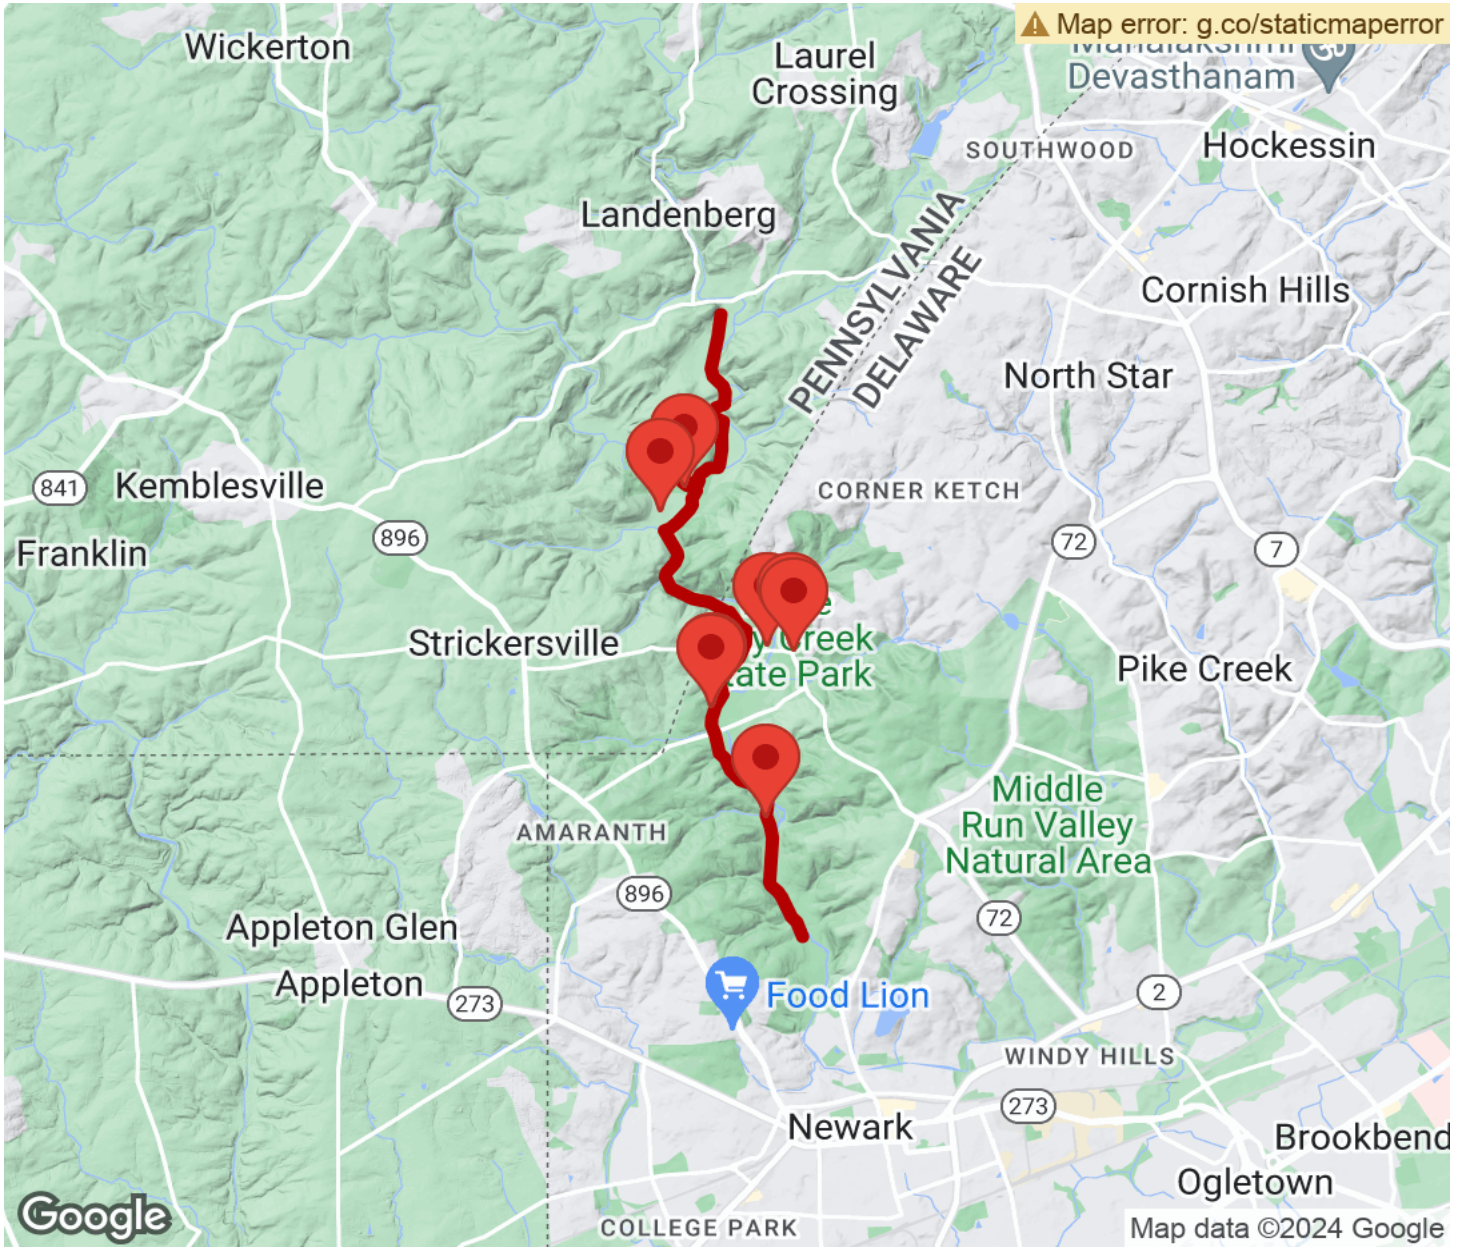 Wickerton
Laurel
Crossing
Map error: g.co/staticmaperror
Devasthanam
Hockessin
SOUTHWOOD
Landenberg
PENNSYLVANIA
DELAWARE
Cornish Hills
North Star
841
Kemblesville
CORNER KETCH
896
72
7
Franklin
Strickersville
Creek
State Park
Pike Creek
Middle
Run Valley
Natural Area
AMARANTH
896
72
Appleton Glen
Appleton
273
Food Lion
2
WINDY HILLS
273
Newark
Brookbend
Ogletown
COLLEGE PARK
Google
Map data ©2024 Google